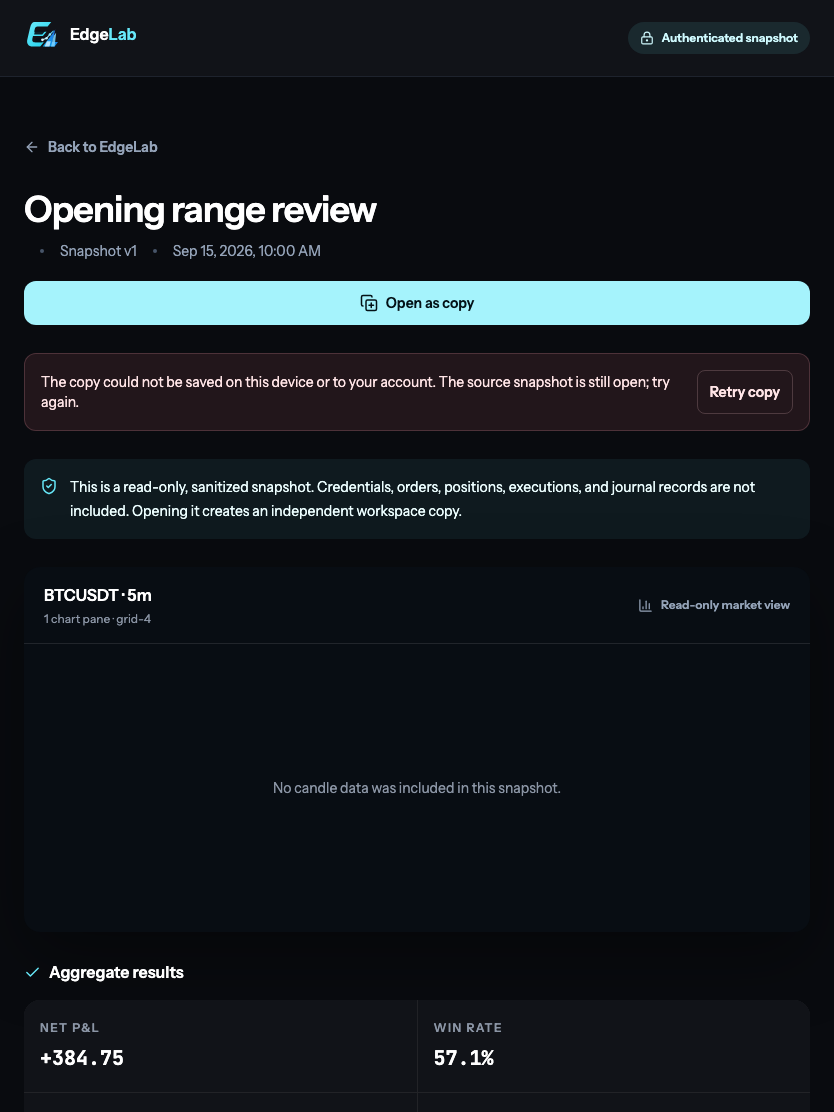 EdgeLab
Authenticated snapshot
Back to EdgeLab
Opening range review
• Snapshot v1 • Sep 15, 2026, 10:00 AM
Open as copy
The copy could not be saved on this device or to your account. The source snapshot is still open; try
again.
Retry copy
This is a read-only, sanitized snapshot. Credentials, orders, positions, executions, and journal records are not
included. Opening it creates an independent workspace copy.
BTCUSDT · 5m
1 chart pane · grid-4
Read-only market view
No candle data was included in this snapshot.
Aggregate results
NET P&L
+384.75
WIN RATE
57.1%